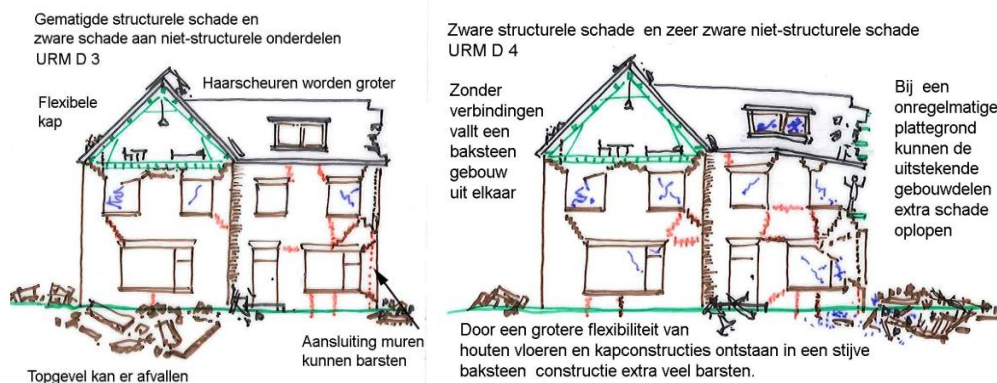 Gematigde structurele schade en
zware schade aan niet-structurele onderdelen
URM D 3
Haarscheuren worden groter
Flexibele
kap
Aansluiting muren
kunnen barsten
Topgevel kan er afvallen
Zware structurele schade en zeer zware niet-structurele schade
URM D 4
Zonder
verbindingen
vallt een
baksteen
gebouw
uit elkaar
Bij een
onregelmatige
plattegrond
kunnen de
uitstekende
gebouwdelen
extra schade
oplopen
Door een grotere flexibiliteit van
houten vloeren en kapconstructies ontstaan in een stijve
baksteen constructie extra veel barsten.